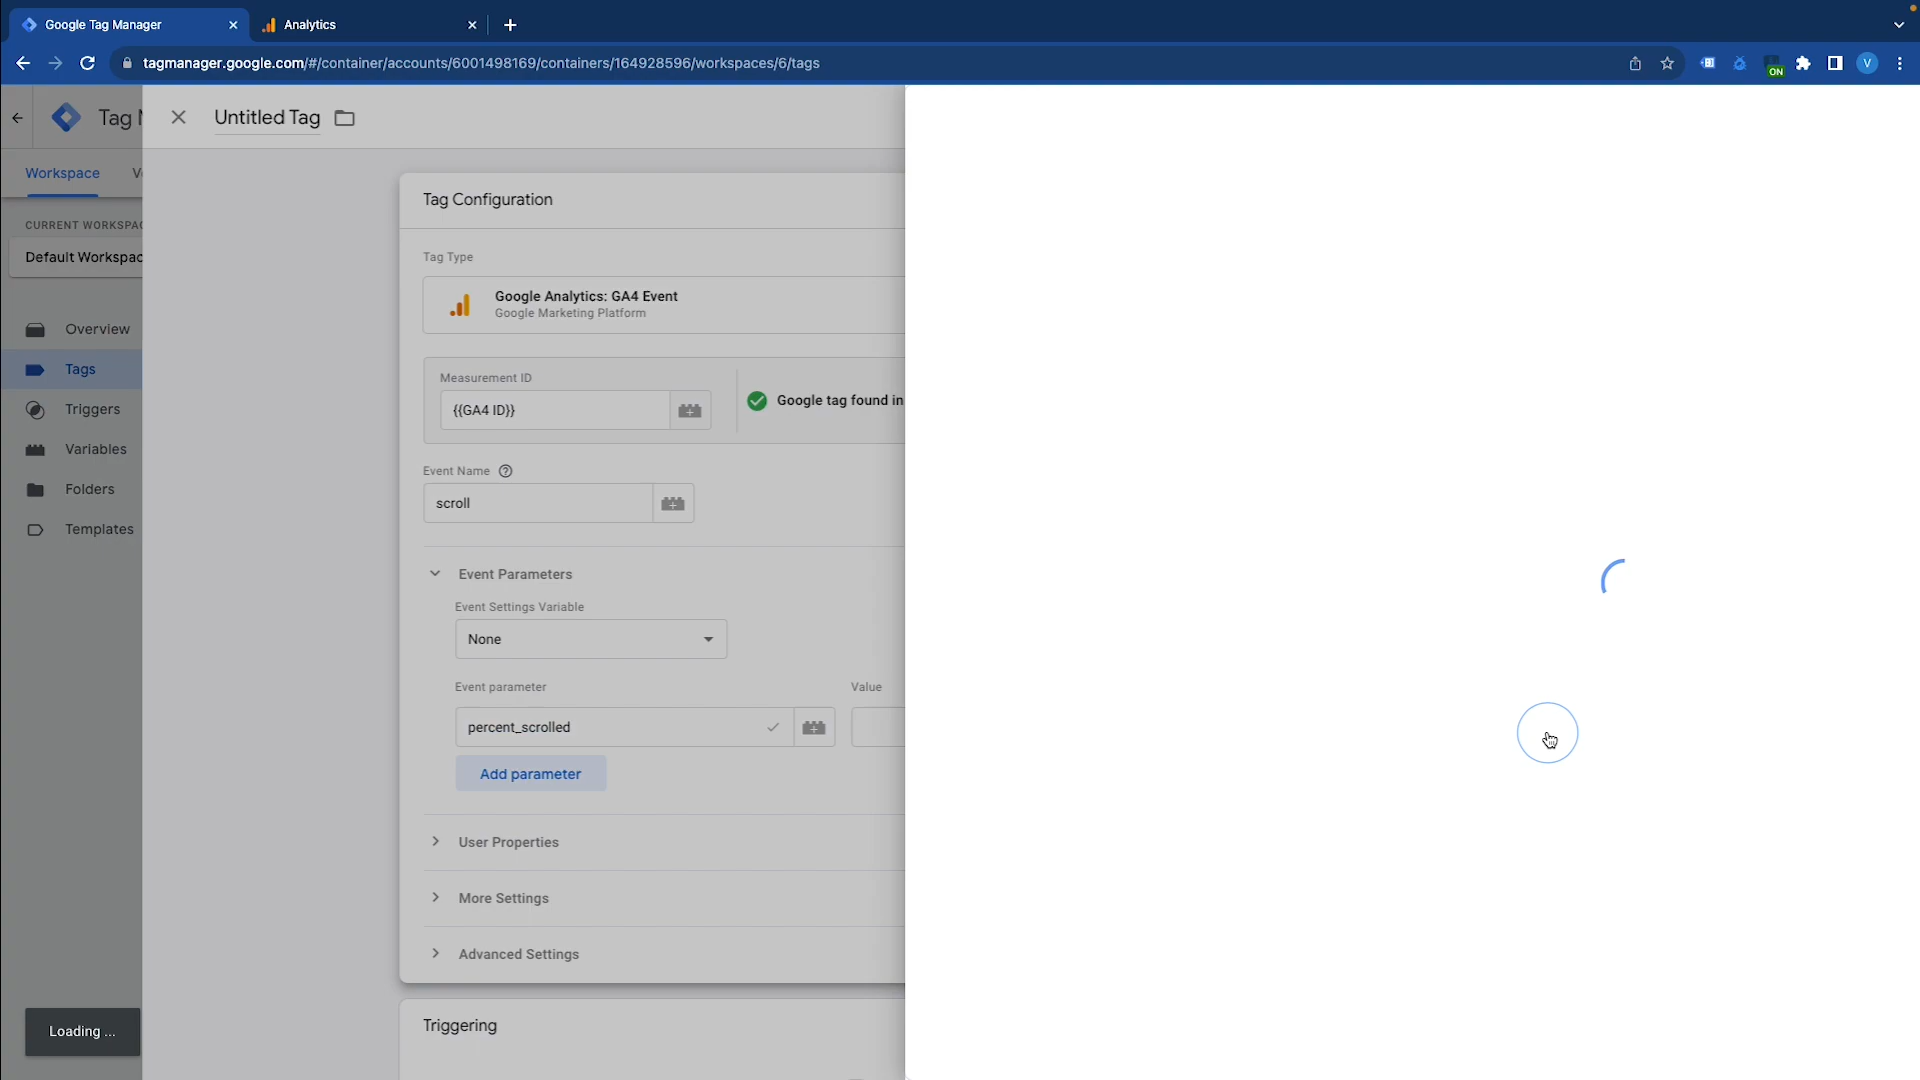 Google Tag Manager
Analytics
tagmanager.google.com/#/container/accounts/6001498169/containers/164928596/workspaces/6/tags
ON
V
Tag M
Untitled Tag
Workspace
Ve
CURRENT WORKSPAC
Default Workspac
Overview
Tags
Triggers
Variables
Folders
Templates
Tag Configuration
Tag Type
Google Analytics: GA4 Event
Google Marketing Platform
Measurement ID
{{GA4 ID}}
Google tag found in
Event Name
scroll
Event Parameters
Event Settings Variable
None
Event parameter
Value
percent_scrolled
Add parameter
User Properties
More Settings
Advanced Settings
Triggering
Loading ...